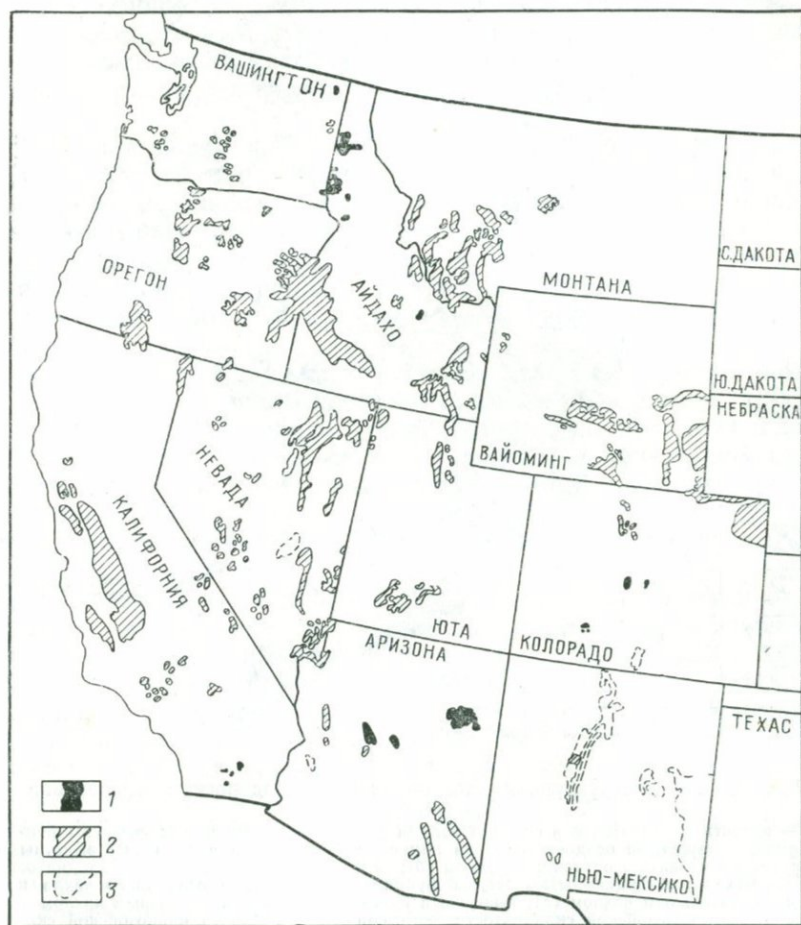 ВАШИНГТОН
ОРЕГОН
АЙДАХО
МОНТАНА
С.ДАКОТА
Ю.ДАКОТА
НЕБРАСКА
ВАЙОМИНГ
НЕВАДА
КАЛИФОРНИЯ
ЮТА
КОЛОРАДО
АРИЗОНА
ТЕХАС
НЬЮ-МЕКСИКО
1
2
3